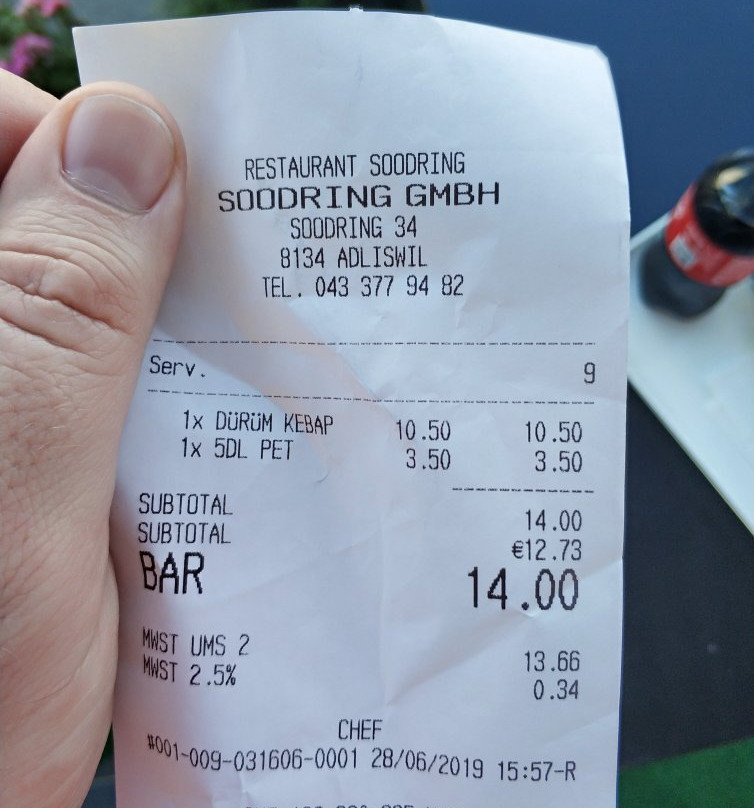 RESTAURANT SOODRING
SOODRING GMBH
SOODRING 34
8134 ADLISWIL
TEL. 043 377 94 82
Serv. 9
1x DÜRÜM KEBAP 10.50 10.50
1x 5DL PET 3.50 3.50
SUBTOTAL 14.00
SUBTOTAL €12.73
BAR 14.00
MWST UMS 2 13.66
MWST 2.5% 0.34
CHEF
#001-009-031606-0001 28/06/2019 15:57-R